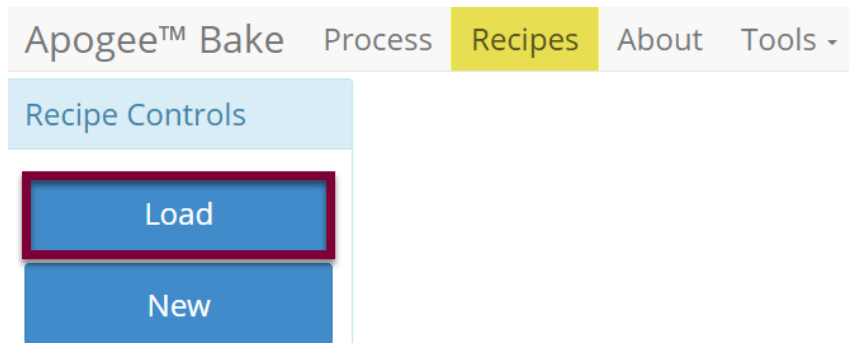 Apogee™ Bake Process Recipes About Tools
Recipe Controls
Load
New